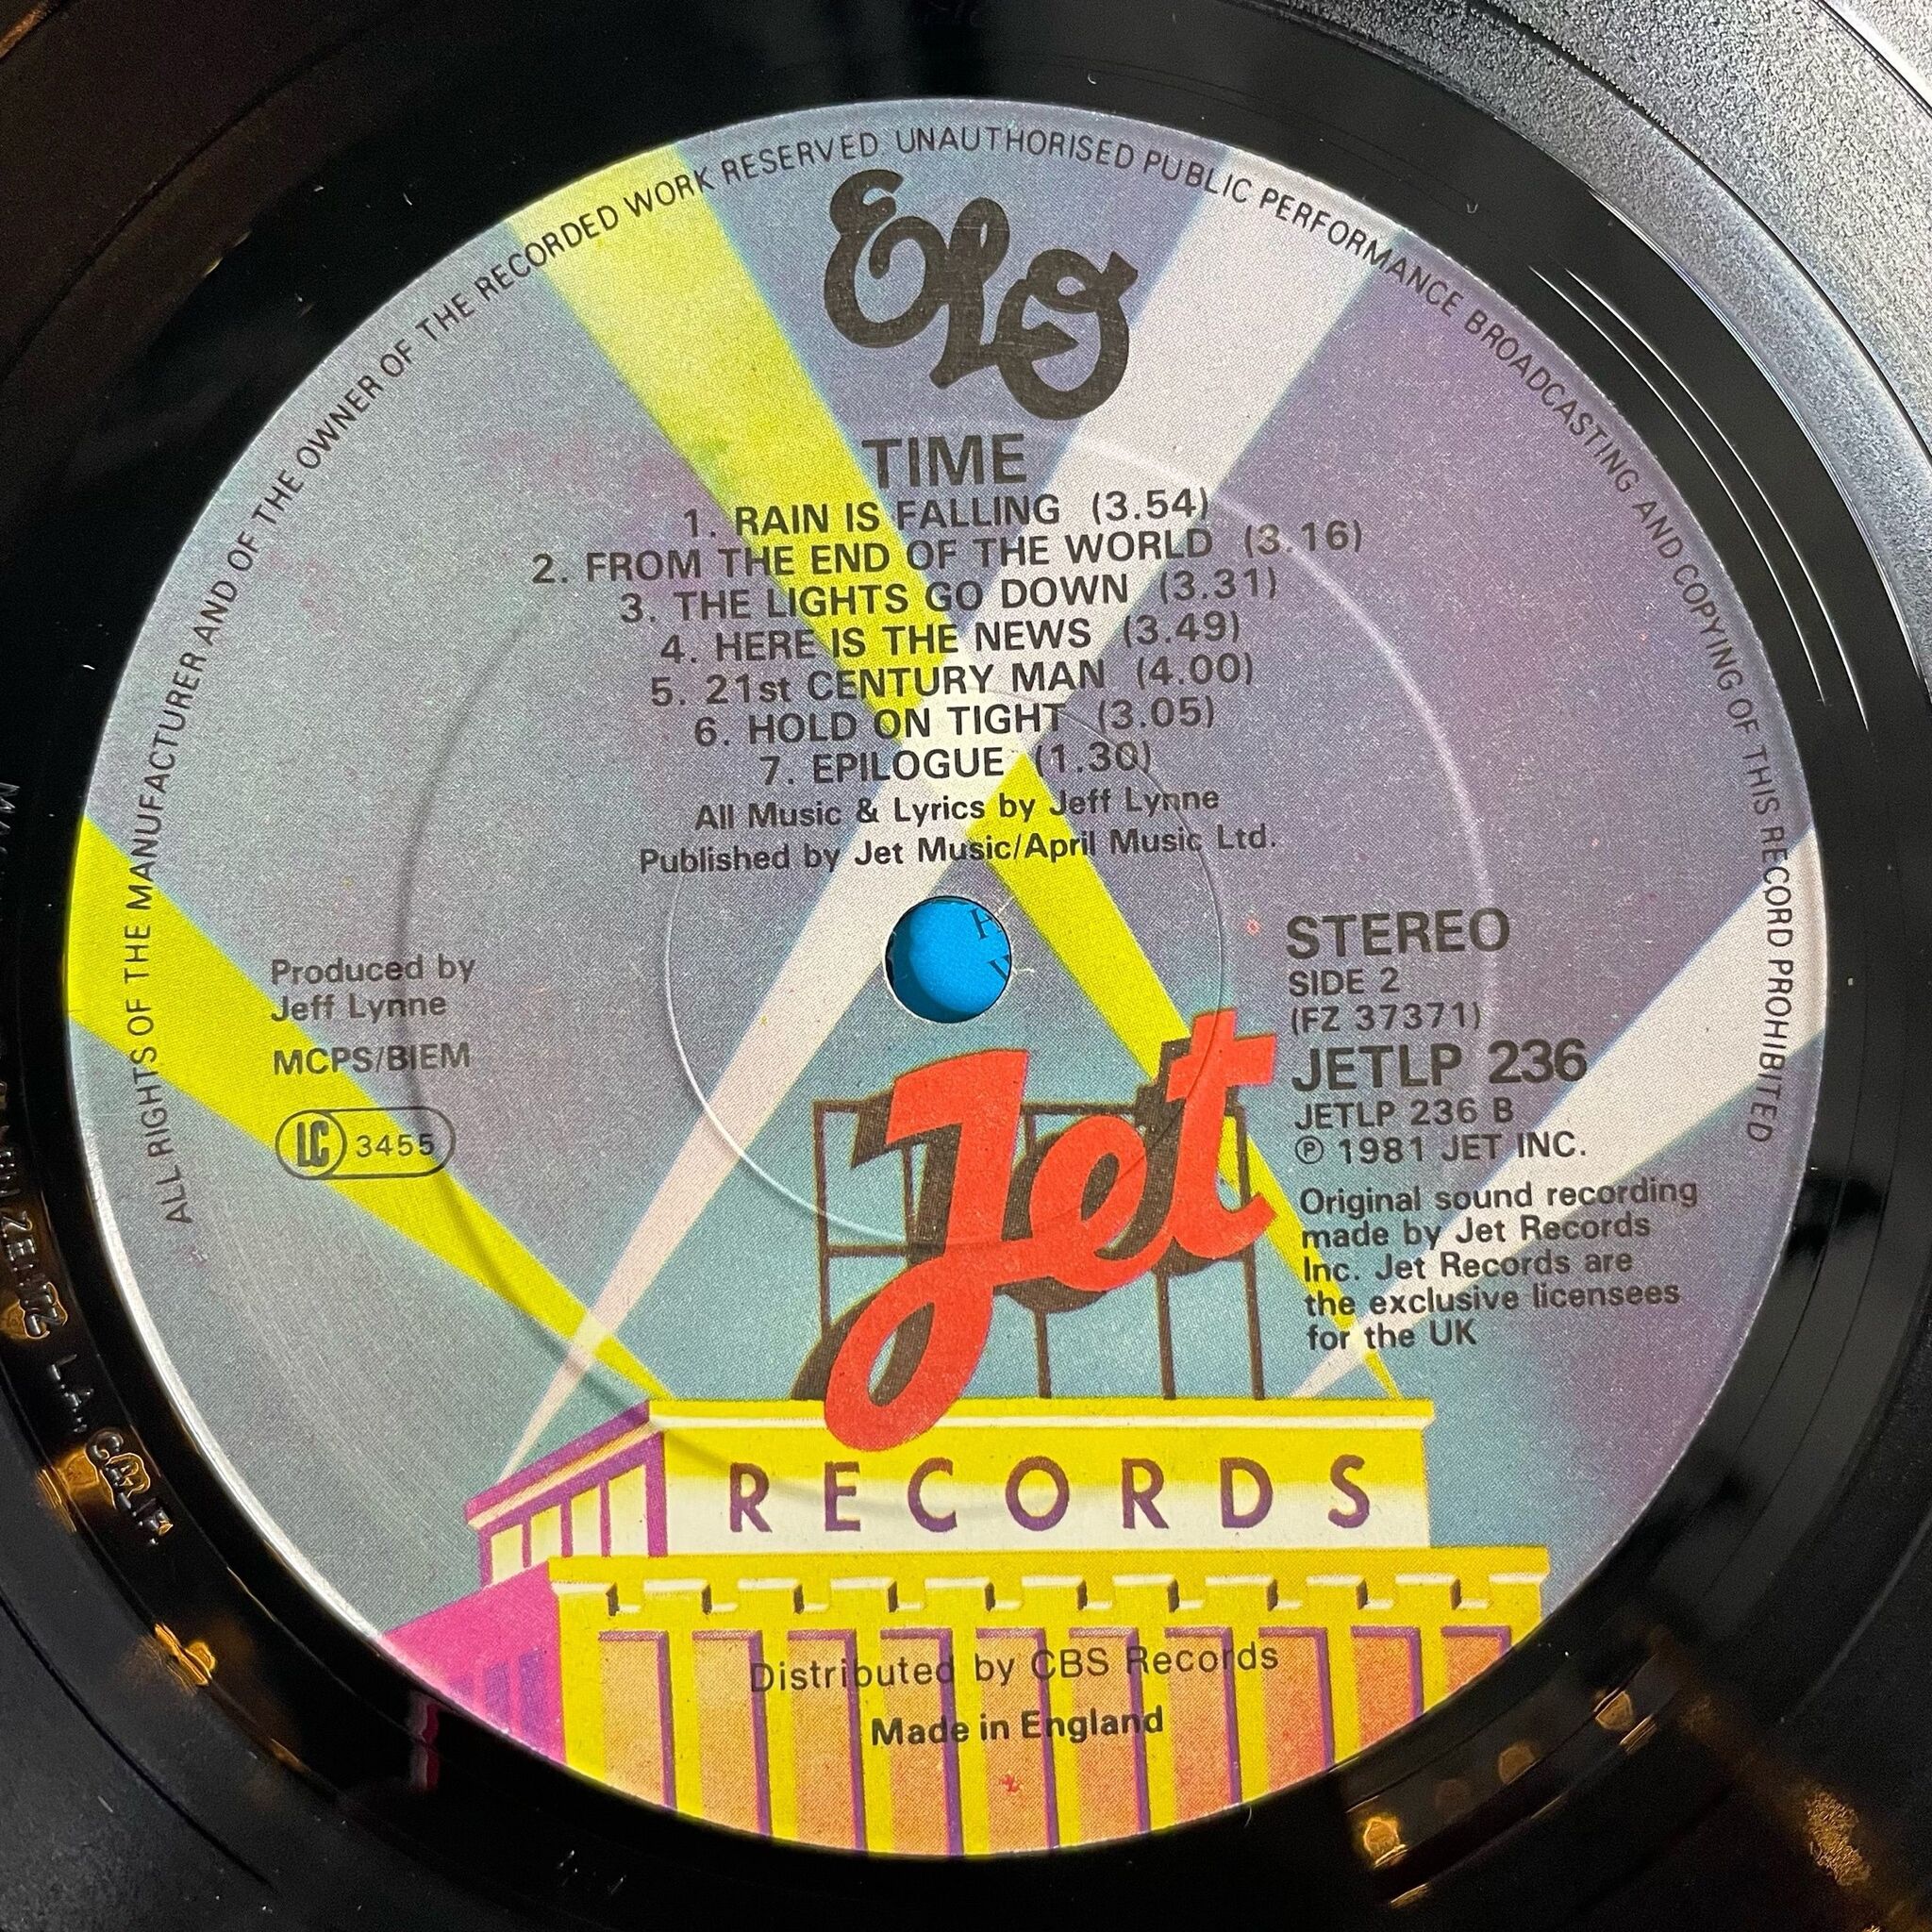 ALL RIGHTS OF THE MANUFACTURER AND OF THE OWNER OF THE RECORDED WORK RESERVED. UNAUTHORISED PUBLIC PERFORMANCE BROADCASTING AND COPYING OF THIS RECORD PROHIBITED
ELO
TIME
1. RAIN IS FALLING (3.54)
2. FROM THE END OF THE WORLD (3.16)
3. THE LIGHTS GO DOWN (3.31)
4. HERE IS THE NEWS (3.49)
5. 21st CENTURY MAN (4.00)
6. HOLD ON TIGHT (3.05)
7. EPILOGUE (1.30)
All Music & Lyrics by Jeff Lynne
Published by Jet Music/April Music Ltd.
Produced by
Jeff Lynne
MCPS/BIEM
LC 3455
STEREO
SIDE 2
(FZ 37371)
JETLP 236
JETLP 236 B
Ⓟ 1981 JET INC.
Original sound recording
made by Jet Records
Inc. Jet Records are
the exclusive licensees
for the UK
Jet
RECORDS
Distributed by CBS Records
Made in England
L.A., CALIF.